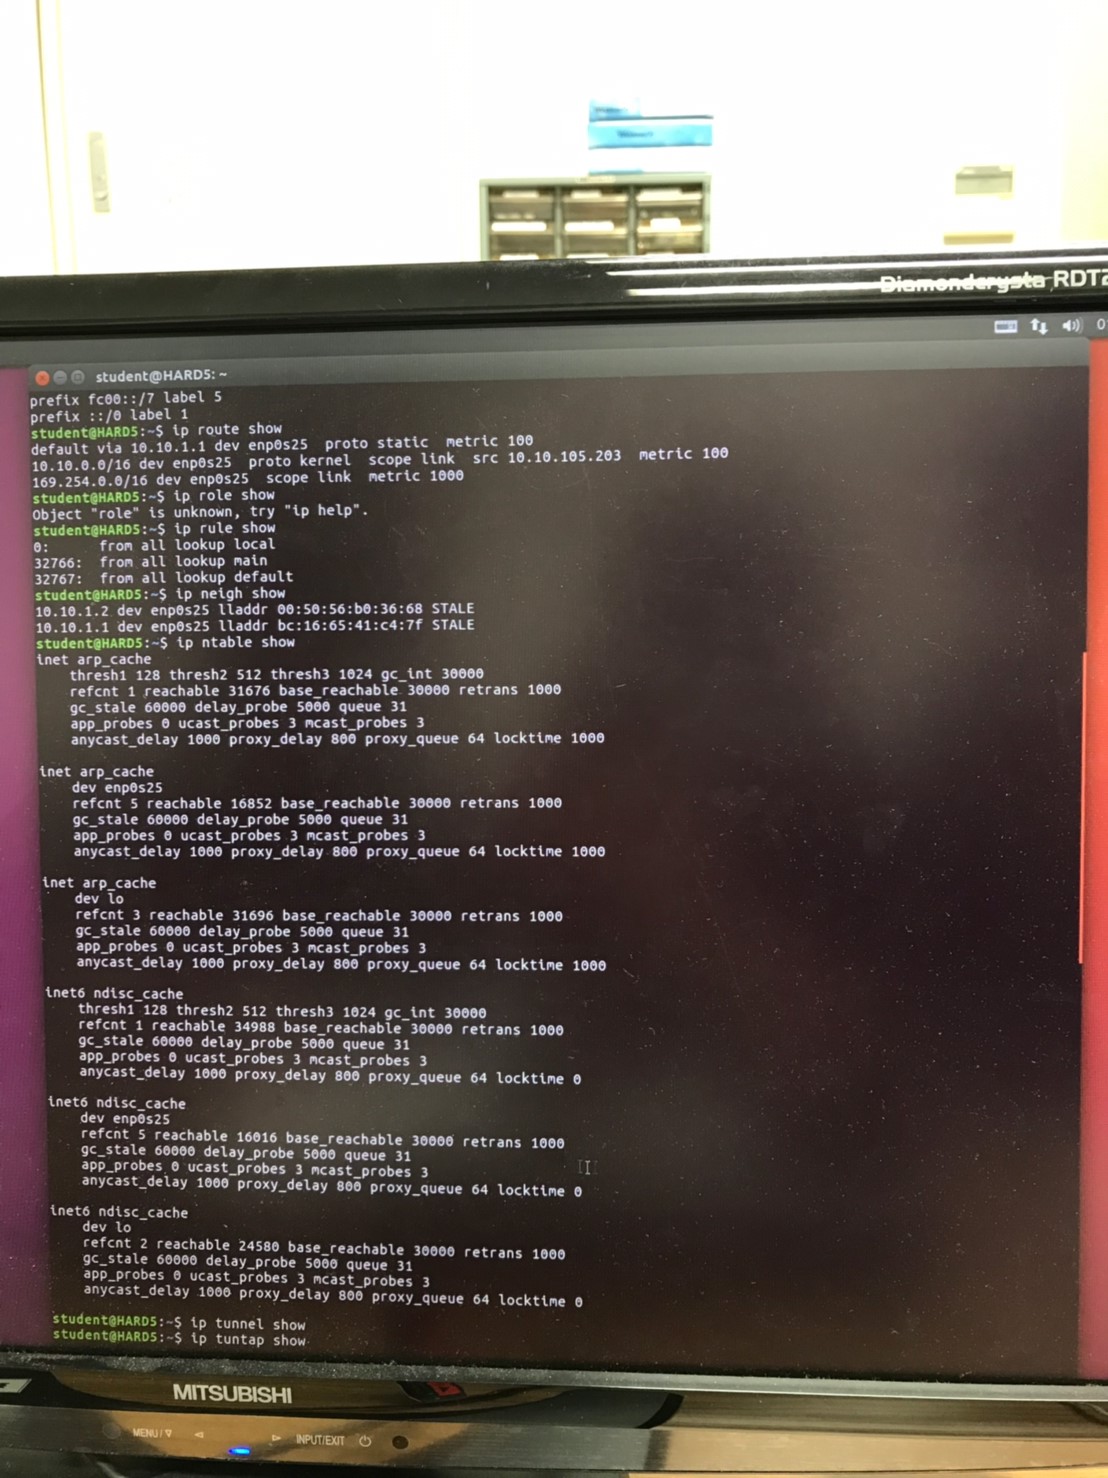 Diamondcrysta RDT2
student@HARD5: ~
prefix fc00::/7 label 5
prefix ::/0 label 1
student@HARD5:~$ ip route show
default via 10.10.1.1 dev enp0s25  proto static  metric 100
10.10.0.0/16 dev enp0s25  proto kernel  scope link  src 10.10.105.203  metric 100
169.254.0.0/16 dev enp0s25  scope link  metric 1000
student@HARD5:~$ ip role show
Object "role" is unknown, try "ip help".
student@HARD5:~$ ip rule show
0:      from all lookup local
32766:  from all lookup main
32767:  from all lookup default
student@HARD5:~$ ip neigh show
10.10.1.2 dev enp0s25 lladdr 00:50:56:b0:36:68 STALE
10.10.1.1 dev enp0s25 lladdr bc:16:65:41:c4:7f STALE
student@HARD5:~$ ip ntable show
inet arp_cache
    thresh1 128 thresh2 512 thresh3 1024 gc_int 30000
    refcnt 1 reachable 31676 base_reachable 30000 retrans 1000
    gc_stale 60000 delay_probe 5000 queue 31
    app_probes 0 ucast_probes 3 mcast_probes 3
    anycast_delay 1000 proxy_delay 800 proxy_queue 64 locktime 1000
inet arp_cache
    dev enp0s25
    refcnt 5 reachable 16852 base_reachable 30000 retrans 1000
    gc_stale 60000 delay_probe 5000 queue 31
    app_probes 0 ucast_probes 3 mcast_probes 3
    anycast_delay 1000 proxy_delay 800 proxy_queue 64 locktime 1000
inet arp_cache
    dev lo
    refcnt 3 reachable 31696 base_reachable 30000 retrans 1000
    gc_stale 60000 delay_probe 5000 queue 31
    app_probes 0 ucast_probes 3 mcast_probes 3
    anycast_delay 1000 proxy_delay 800 proxy_queue 64 locktime 1000
inet6 ndisc_cache
    thresh1 128 thresh2 512 thresh3 1024 gc_int 30000
    refcnt 1 reachable 34988 base_reachable 30000 retrans 1000
    gc_stale 60000 delay_probe 5000 queue 31
    app_probes 0 ucast_probes 3 mcast_probes 3
    anycast_delay 1000 proxy_delay 800 proxy_queue 64 locktime 0
inet6 ndisc_cache
    dev enp0s25
    refcnt 5 reachable 16016 base_reachable 30000 retrans 1000
    gc_stale 60000 delay_probe 5000 queue 31
    app_probes 0 ucast_probes 3 mcast_probes 3
    anycast_delay 1000 proxy_delay 800 proxy_queue 64 locktime 0
inet6 ndisc_cache
    dev lo
    refcnt 2 reachable 24580 base_reachable 30000 retrans 1000
    gc_stale 60000 delay_probe 5000 queue 31
    app_probes 0 ucast_probes 3 mcast_probes 3
    anycast_delay 1000 proxy_delay 800 proxy_queue 64 locktime 0
student@HARD5:~$ ip tunnel show
student@HARD5:~$ ip tuntap show
MITSUBISHI
MENU/▽ ◁ ▷ INPUT/EXIT